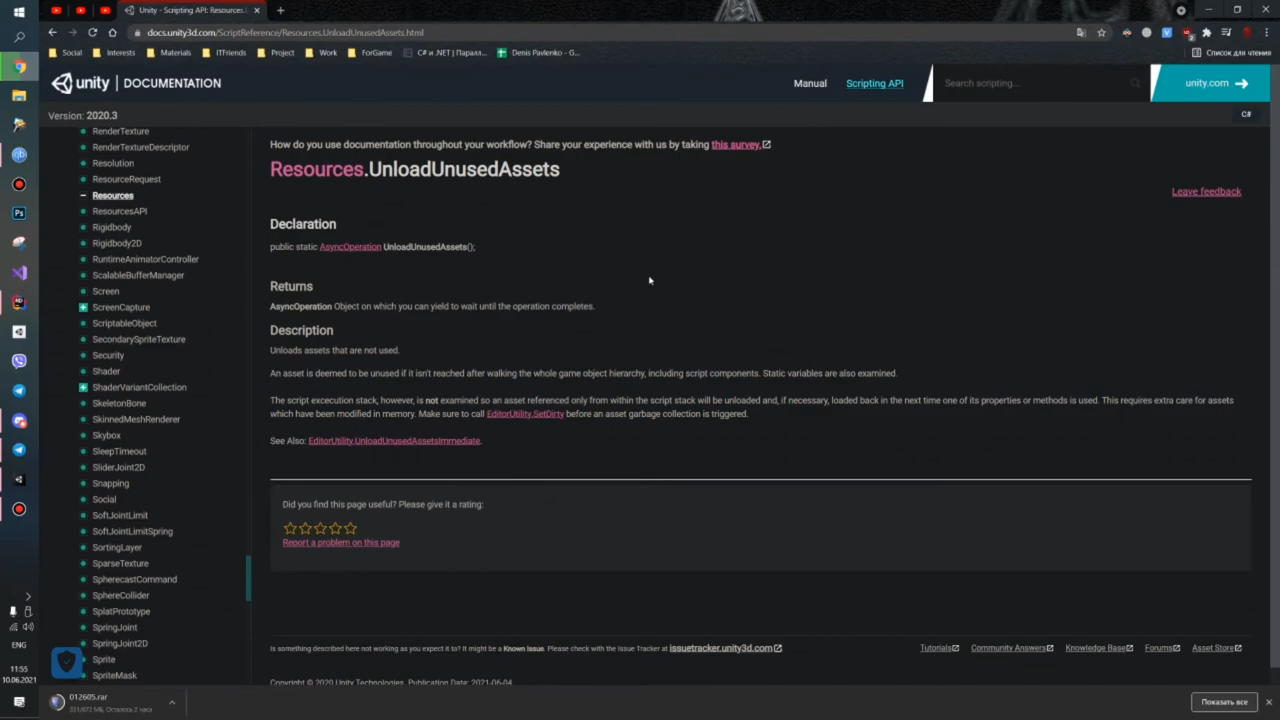 Unity - Scripting API: Resources.
docs.unity3d.com/ScriptReference/Resources.UnloadUnusedAssets.html
Social
Interests
Materials
ITFriends
Project
Work
ForGame
C# и .NET | Паралл...
Denis Pavlenko - G...
Список для чтения
unity | DOCUMENTATION
Manual
Scripting API
Search scripting...
unity.com
Version: 2020.3
C#
RenderTexture
RenderTextureDescriptor
Resolution
ResourceRequest
Resources
ResourcesAPI
Rigidbody
Rigidbody2D
RuntimeAnimatorController
ScalableBufferManager
Screen
ScreenCapture
ScriptableObject
SecondarySpriteTexture
Security
Shader
ShaderVariantCollection
SkeletonBone
SkinnedMeshRenderer
Skybox
SleepTimeout
SliderJoint2D
Snapping
Social
SoftJointLimit
SoftJointLimitSpring
SortingLayer
SparseTexture
SpherecastCommand
SphereCollider
SplatPrototype
SpringJoint
SpringJoint2D
Sprite
SpriteMask
How do you use documentation throughout your workflow? Share your experience with us by taking this survey.
Resources.UnloadUnusedAssets
Leave feedback
Declaration
public static AsyncOperation UnloadUnusedAssets();
Returns
AsyncOperation Object on which you can yield to wait until the operation completes.
Description
Unloads assets that are not used.
An asset is deemed to be unused if it isn't reached after walking the whole game object hierarchy, including script components. Static variables are also examined.
The script excecution stack, however, is not examined so an asset referenced only from within the script stack will be unloaded and, if necessary, loaded back in the next time one of its properties or methods is used. This requires extra care for assets
which have been modified in memory. Make sure to call EditorUtility.SetDirty before an asset garbage collection is triggered.
See Also: EditorUtility.UnloadUnusedAssetsImmediate.
Did you find this page useful? Please give it a rating:
Report a problem on this page
Is something described here not working as you expect it to? It might be a Known Issue. Please check with the Issue Tracker at issuetracker.unity3d.com
Tutorials
Community Answers
Knowledge Base
Forums
Asset Store
Copyright © 2020 Unity Technologies. Publication Date: 2021-06-04.
ENG
11:55
10.06.2021
012605.rar
331/872 МБ, Осталось 2 часа
Показать все